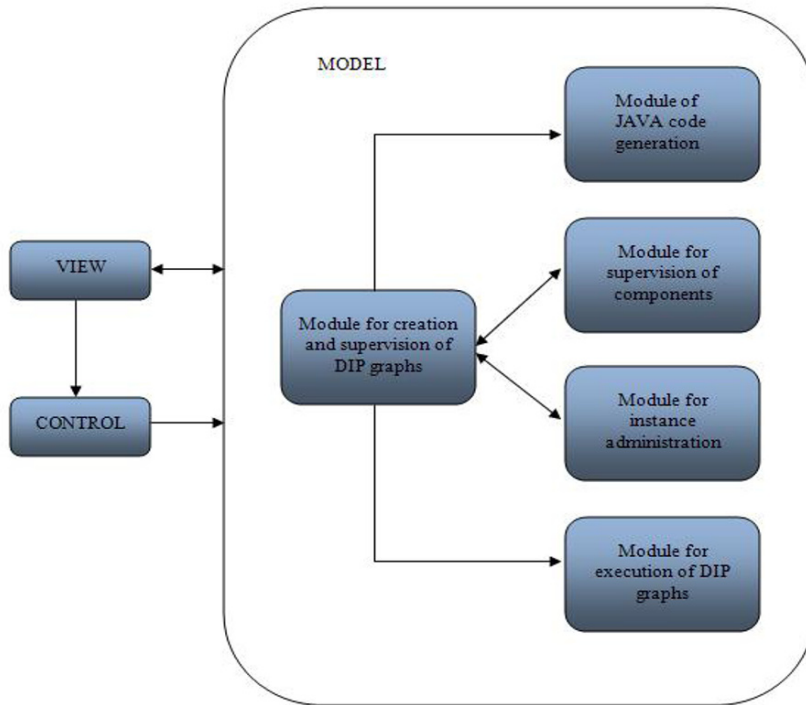 MODEL
Module of
JAVA code
generation
VIEW
Module for
supervision of
components
Module for creation
and supervision of
DIP graphs
CONTROL
Module for
instance
administration
Module for
execution of DIP
graphs